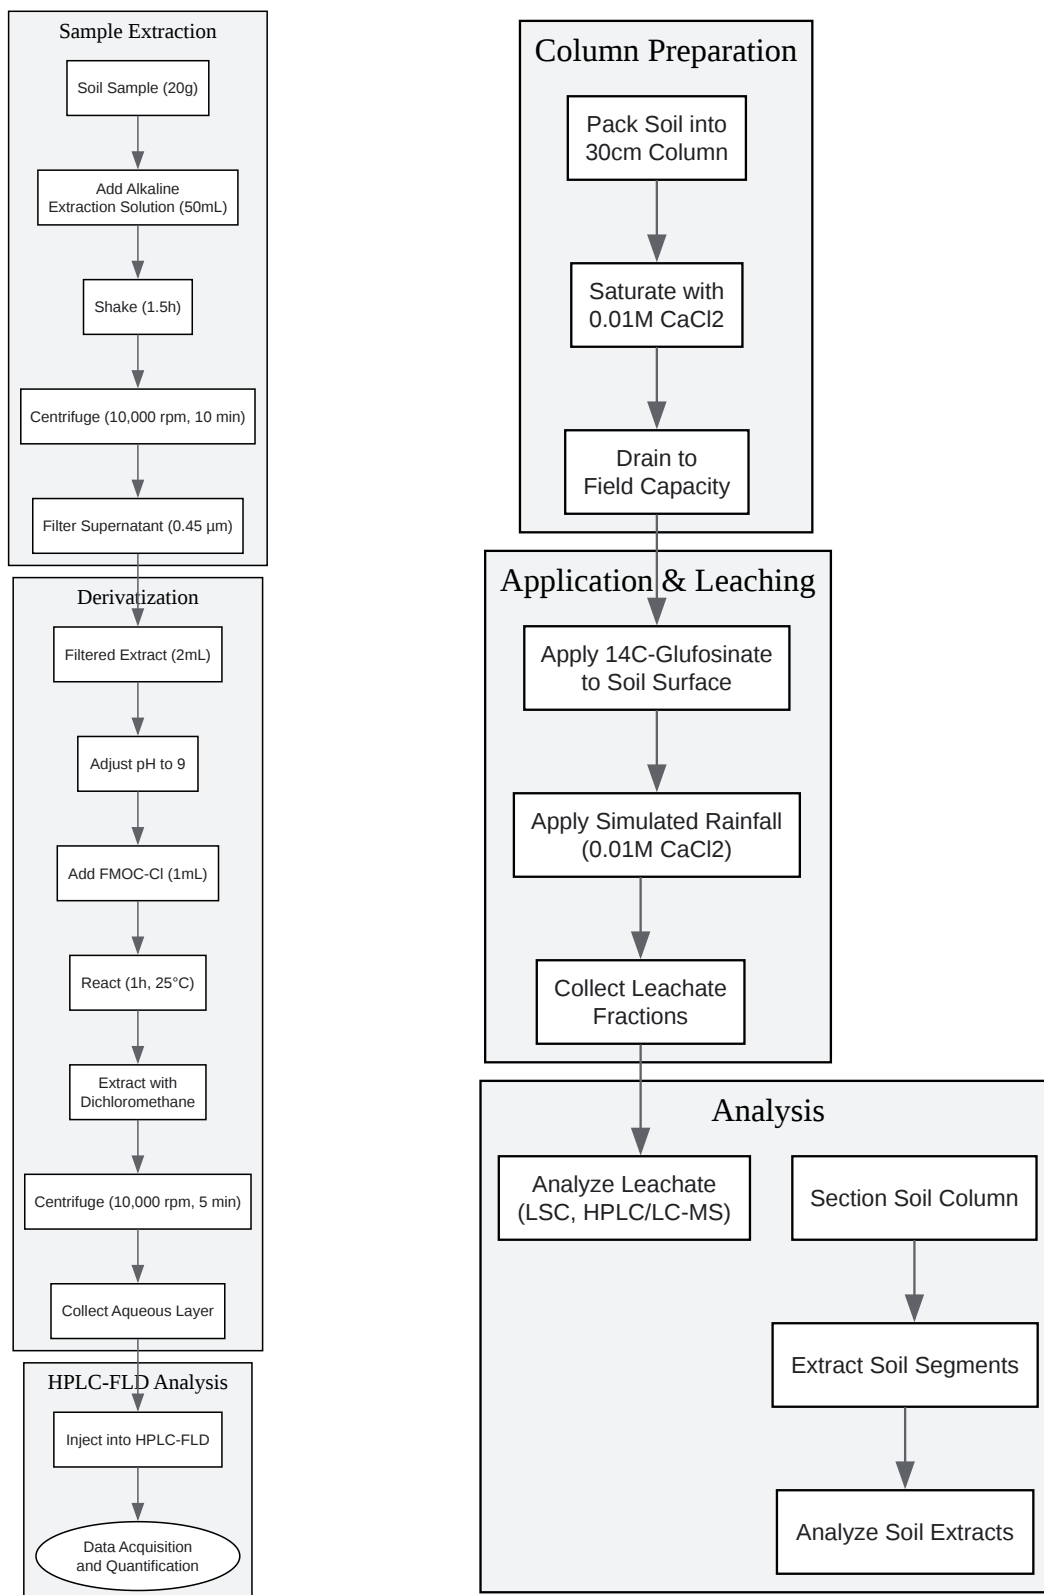 Sample Extraction
Soil Sample (20g)
Add Alkaline
Extraction Solution (50mL)
Shake (1.5h)
Centrifuge (10,000 rpm, 10 min)
Filter Supernatant (0.45 µm)
Derivatization
Filtered Extract (2mL)
Adjust pH to 9
Add FMOC-Cl (1mL)
React (1h, 25°C)
Extract with
Dichloromethane
Centrifuge (10,000 rpm, 5 min)
Collect Aqueous Layer
HPLC-FLD Analysis
Inject into HPLC-FLD
Data Acquisition
and Quantification
Column Preparation
Pack Soil into
30cm Column
Saturate with
0.01M CaCl2
Drain to
Field Capacity
Application & Leaching
Apply 14C-Glufosinate
to Soil Surface
Apply Simulated Rainfall
(0.01M CaCl2)
Collect Leachate
Fractions
Analysis
Analyze Leachate
(LSC, HPLC/LC-MS)
Section Soil Column
Extract Soil Segments
Analyze Soil Extracts